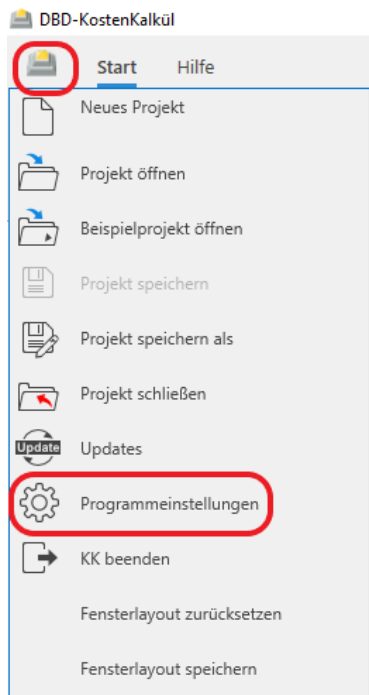 DBD-KostenKalkül
Start Hilfe
Neues Projekt
Projekt öffnen
Beispielprojekt öffnen
Projekt speichern
Projekt speichern als
Projekt schließen
Update Updates
Programmeinstellungen
KK beenden
Fensterlayout zurücksetzen
Fensterlayout speichern